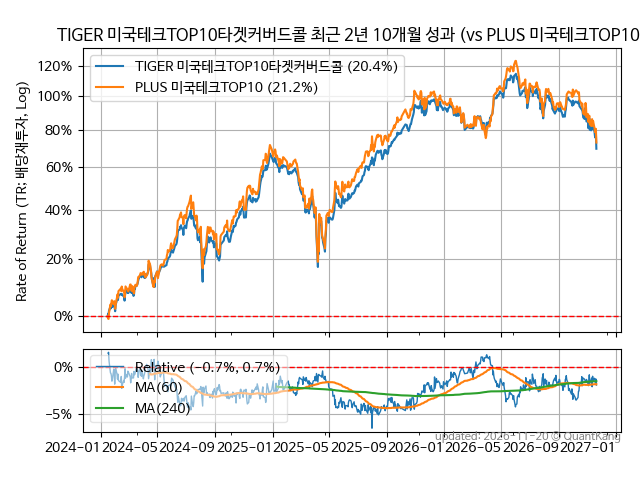 TIGER 미국테크TOP10타겟커버드콜 최근 2년 10개월 성과 (vs PLUS 미국테크TOP10
120%
100%
80%
60%
40%
20%
0%
Rate of Return (TR: 배당재투자, Log)
TIGER 미국테크TOP10타겟커버드콜 (20.4%)
PLUS 미국테크TOP10 (21.2%)
0%
−5%
Relative (−0.7%, 0.7%)
MA(60)
MA(240)
updated: 2026-11-20 © QuantKang
2024-01 2024-05 2024-09 2025-01 2025-05 2025-09 2026-01 2026-05 2026-09 2027-01